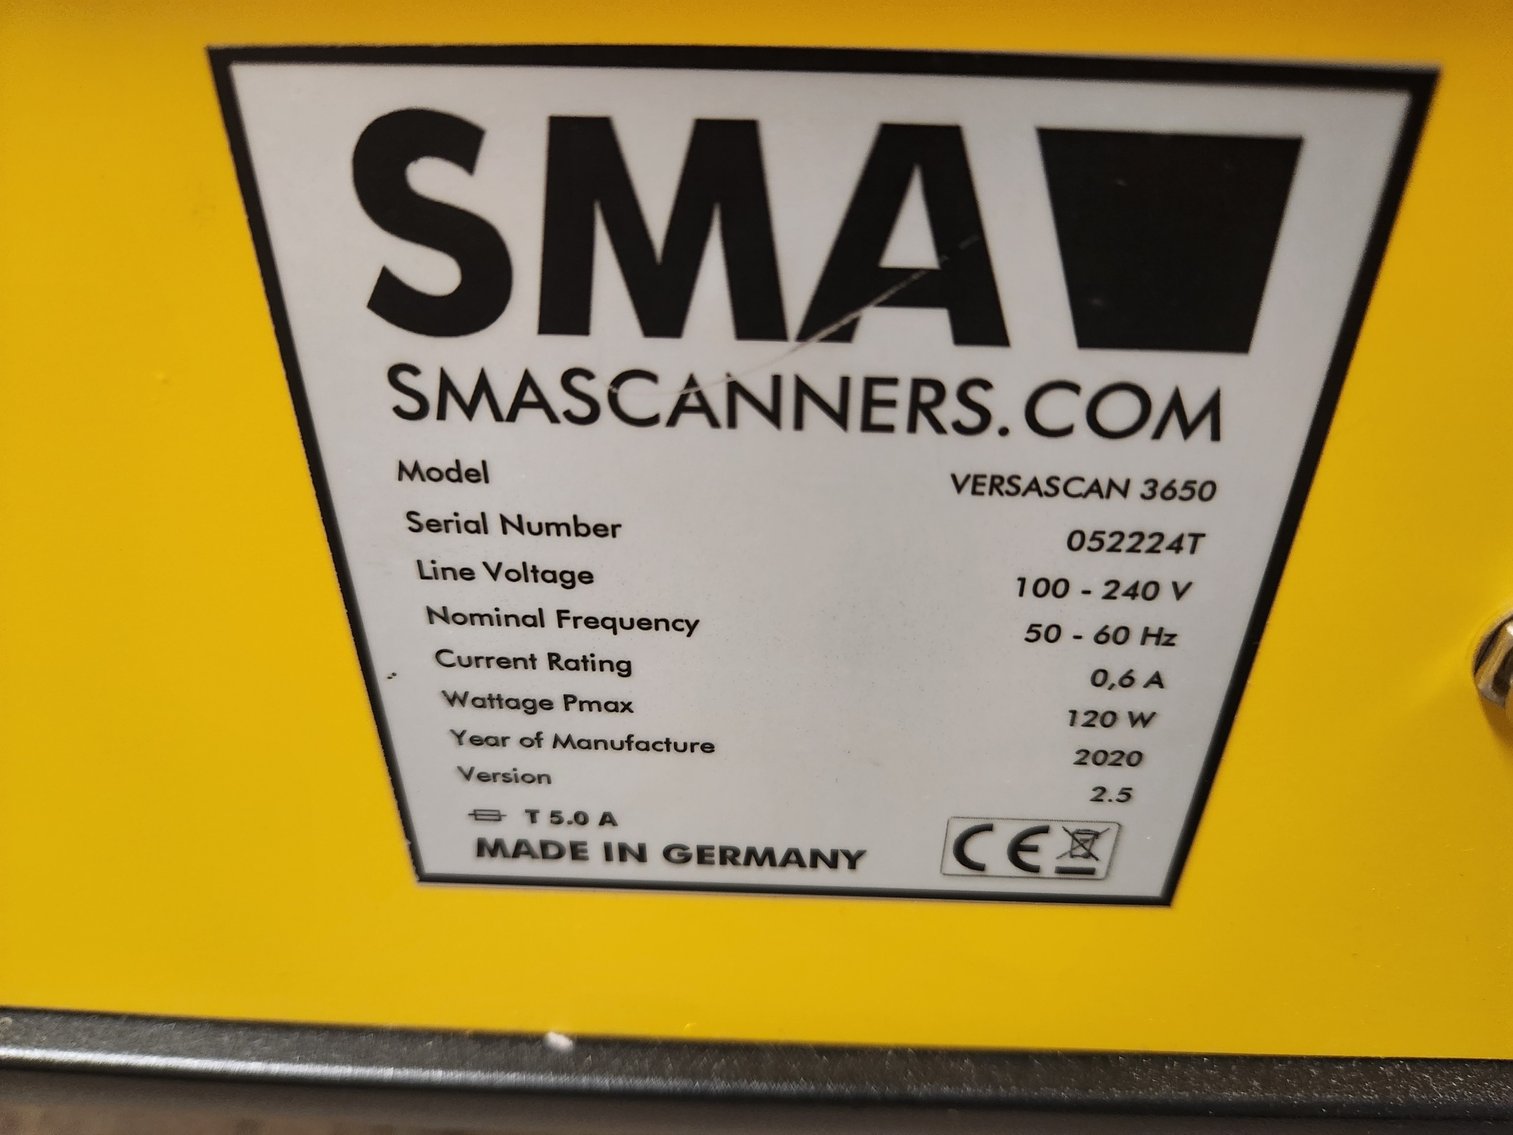 SMA
SMASCANNERS.COM
Model VERSASCAN 3650
Serial Number 052224T
Line Voltage 100 - 240 V
Nominal Frequency 50 - 60 Hz
Current Rating 0,6 A
Wattage Pmax 120 W
Year of Manufacture 2020
Version 2.5
T 5.0 A
MADE IN GERMANY CE